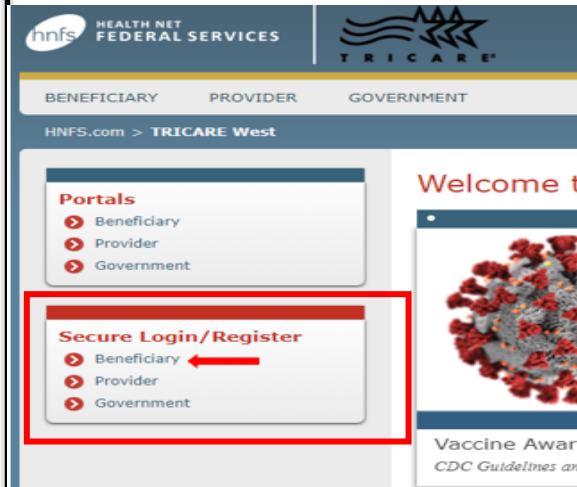 hnfs HEALTH NET
FEDERAL SERVICES
TRICARE
BENEFICIARY PROVIDER GOVERNMENT
HNFS.com > TRICARE West
Portals
Beneficiary
Provider
Government
Secure Login/Register
Beneficiary
Provider
Government
Welcome t
Vaccine Awar
CDC Guidelines an